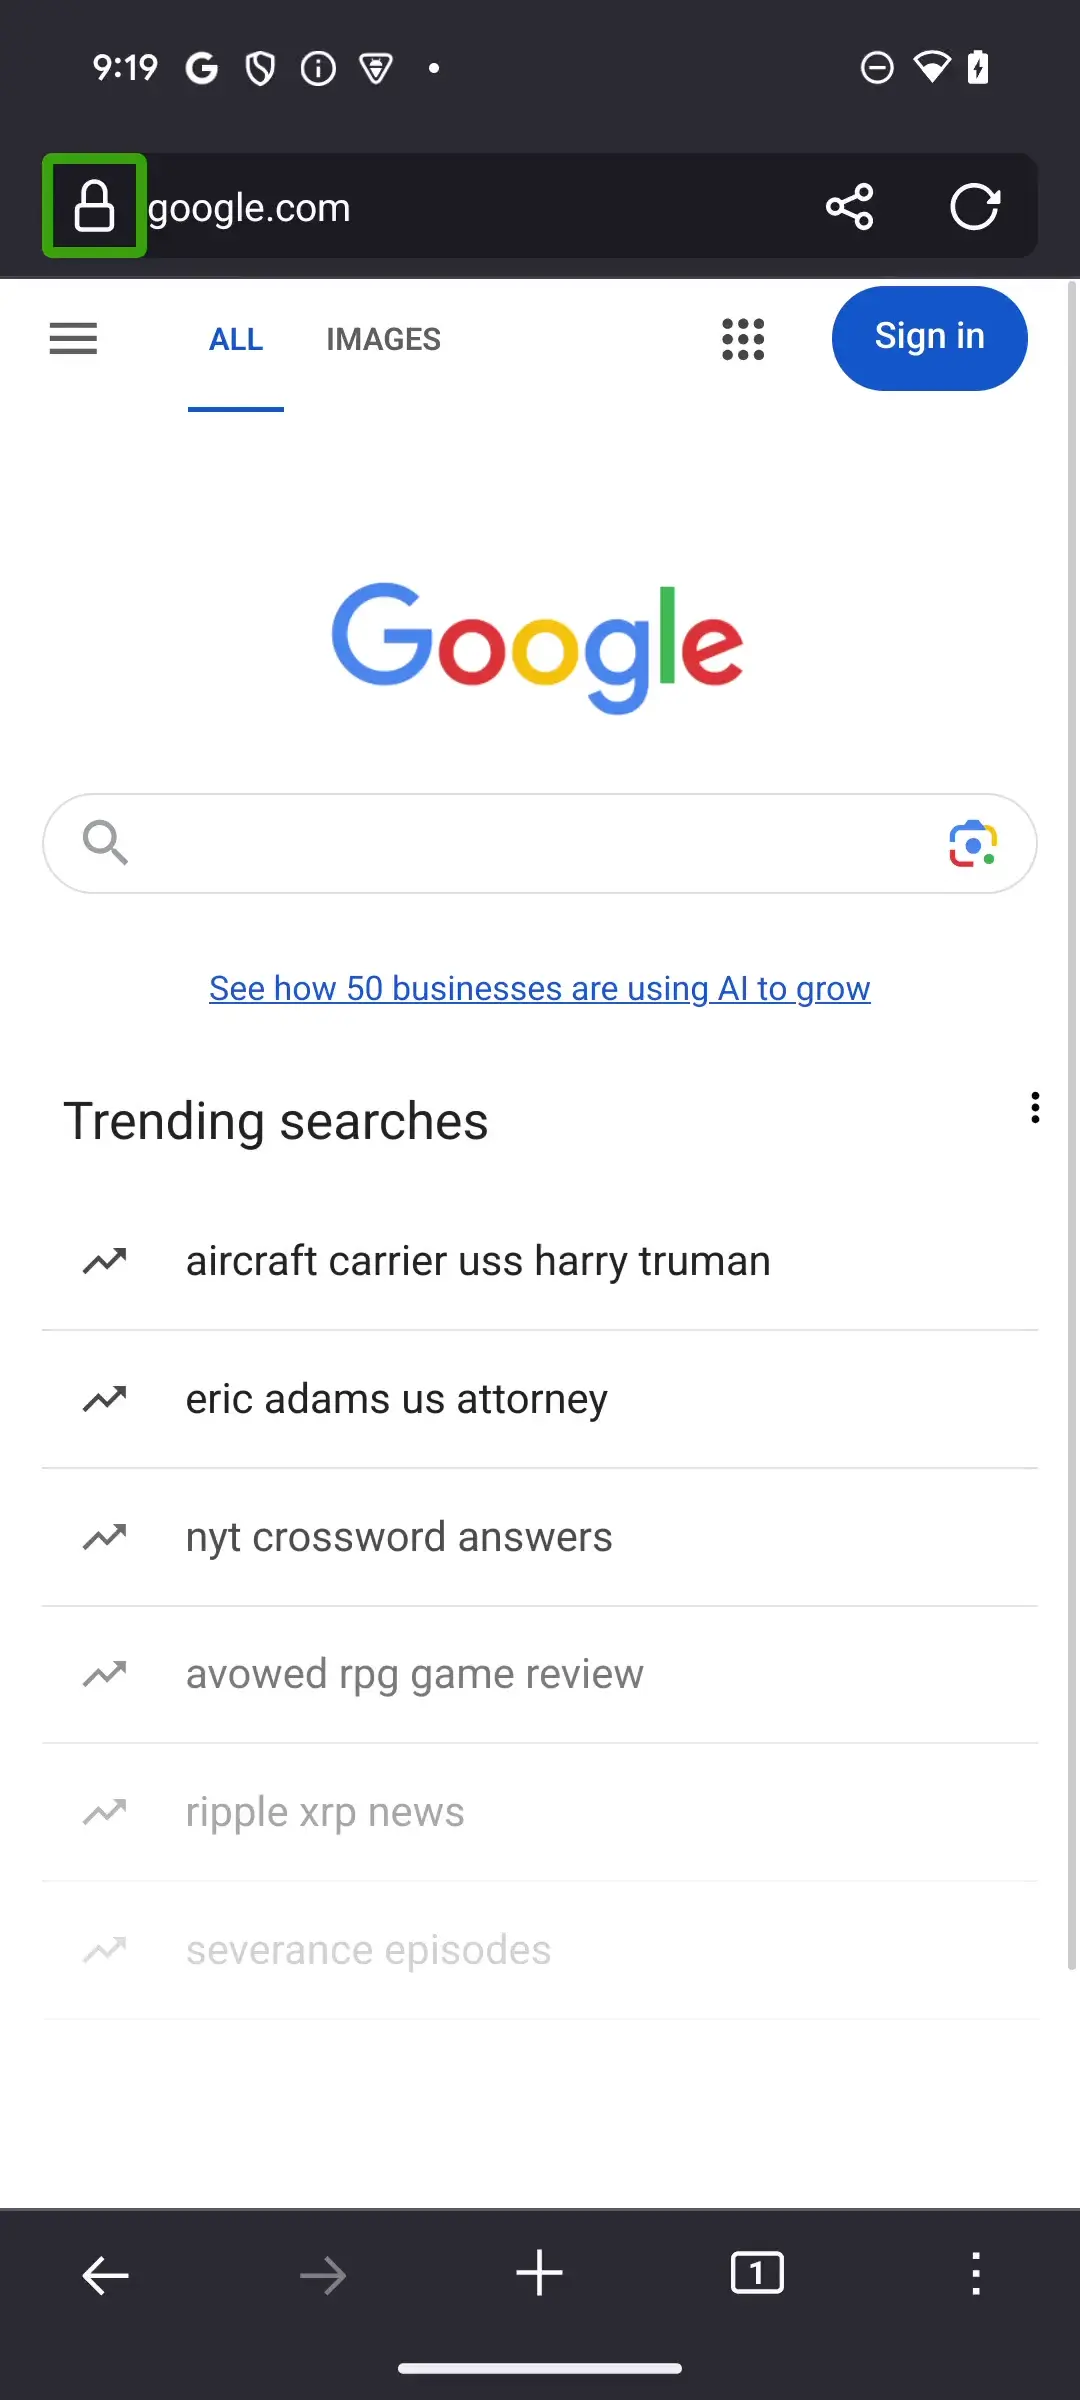 9:19
google.com
ALL IMAGES Sign in
Google
See how 50 businesses are using AI to grow
Trending searches
aircraft carrier uss harry truman
eric adams us attorney
nyt crossword answers
avowed rpg game review
ripple xrp news
severance episodes
1